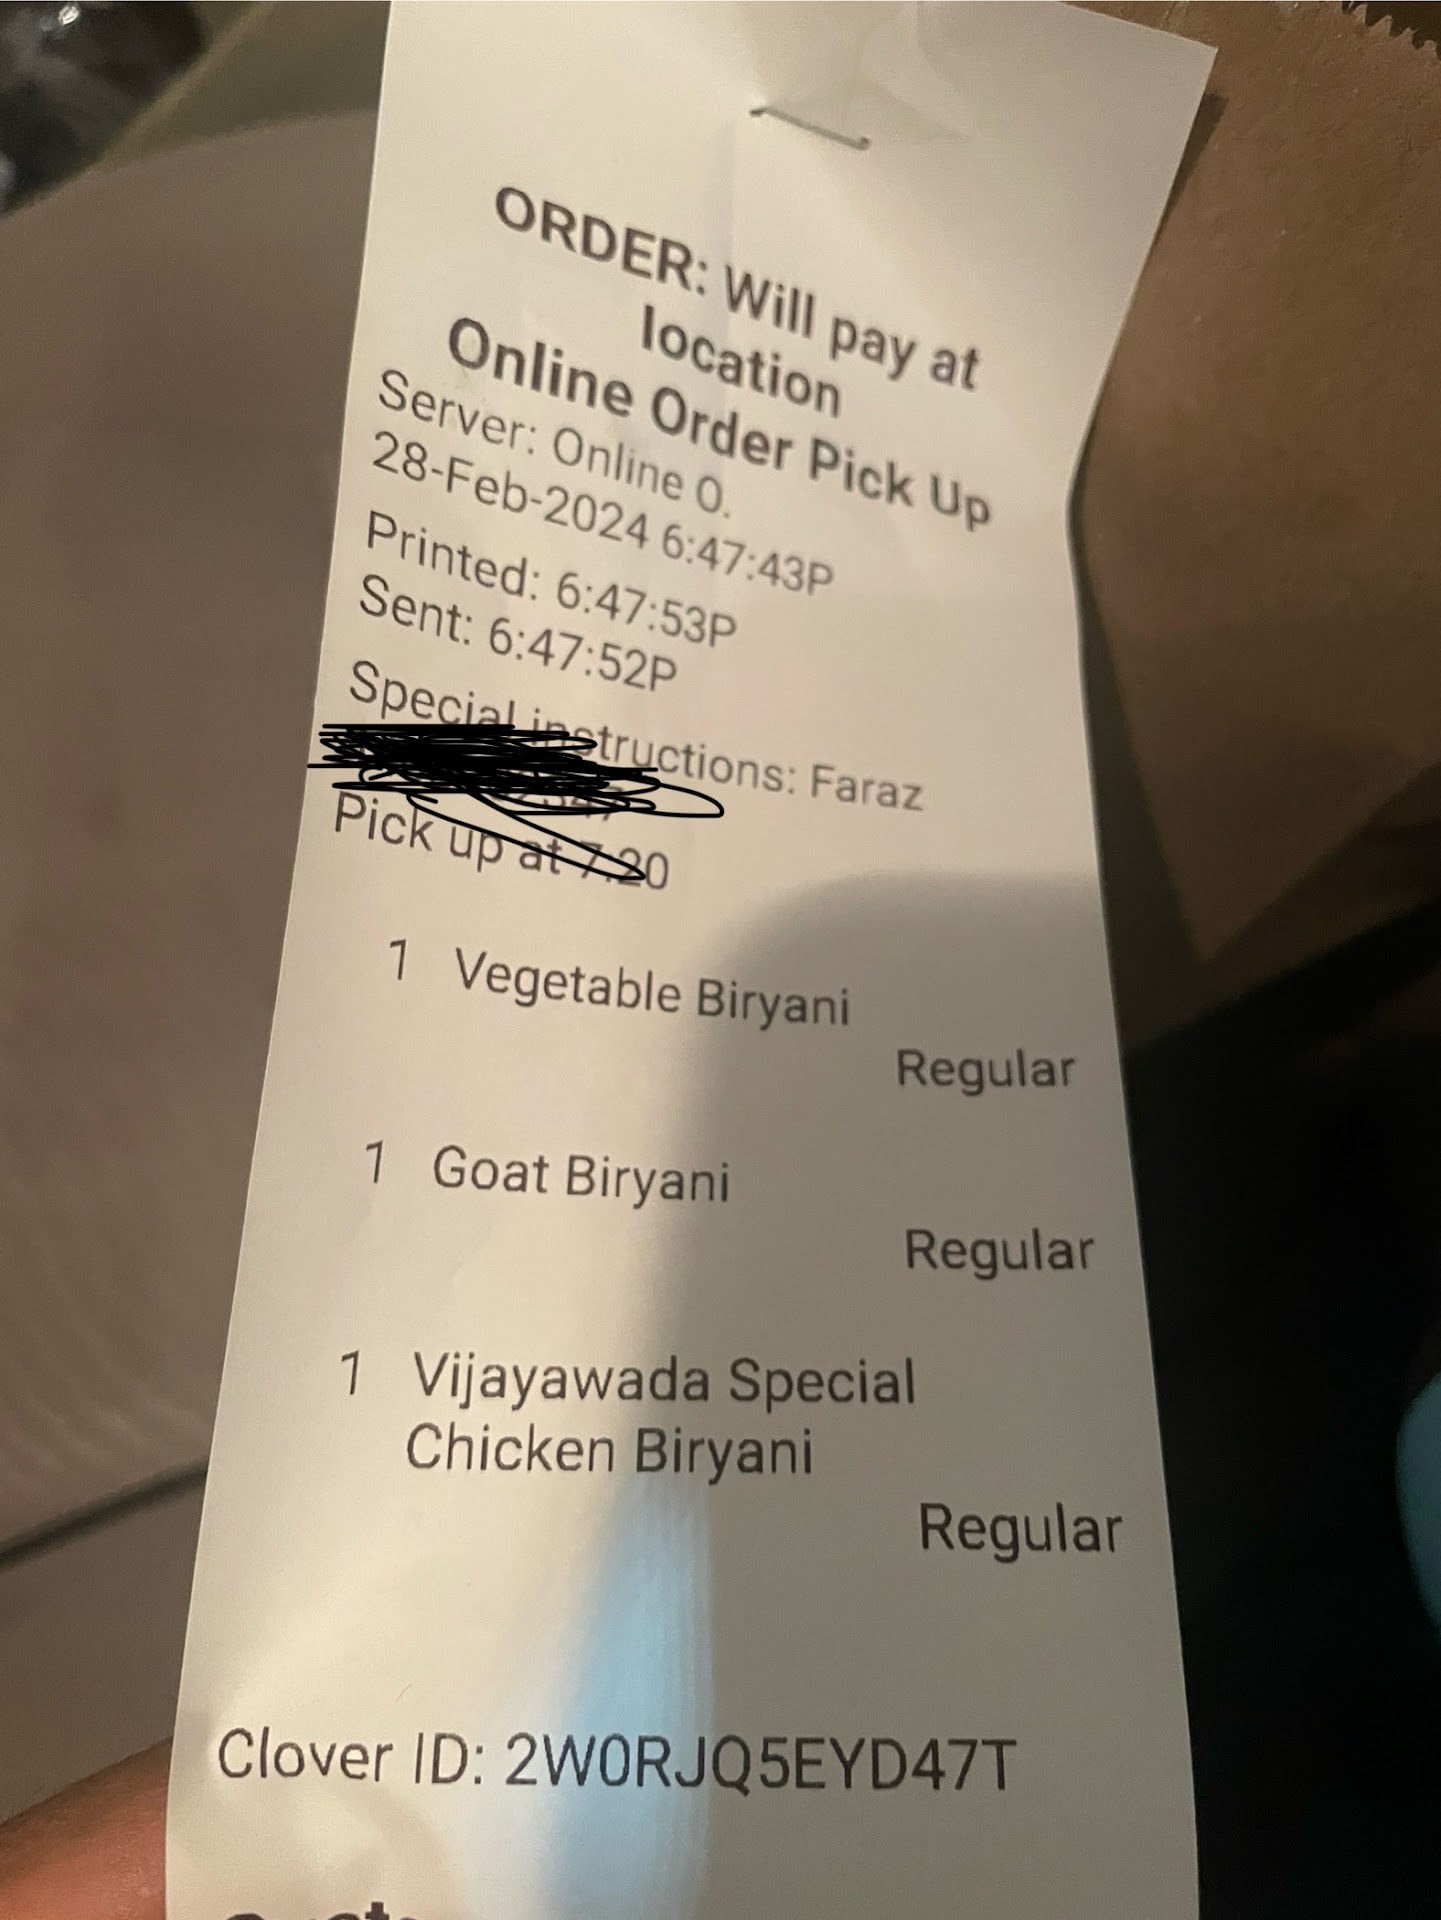 ORDER: Will pay at
location
Online Order Pick Up
Server: Online O.
28-Feb-2024 6:47:43P
Printed: 6:47:53P
Sent: 6:47:52P
Special instructions: Faraz
Pick up at 7:20
1 Vegetable Biryani
Regular
1 Goat Biryani
Regular
1 Vijayawada Special
Chicken Biryani
Regular
Clover ID: 2W0RJQ5EYD47T